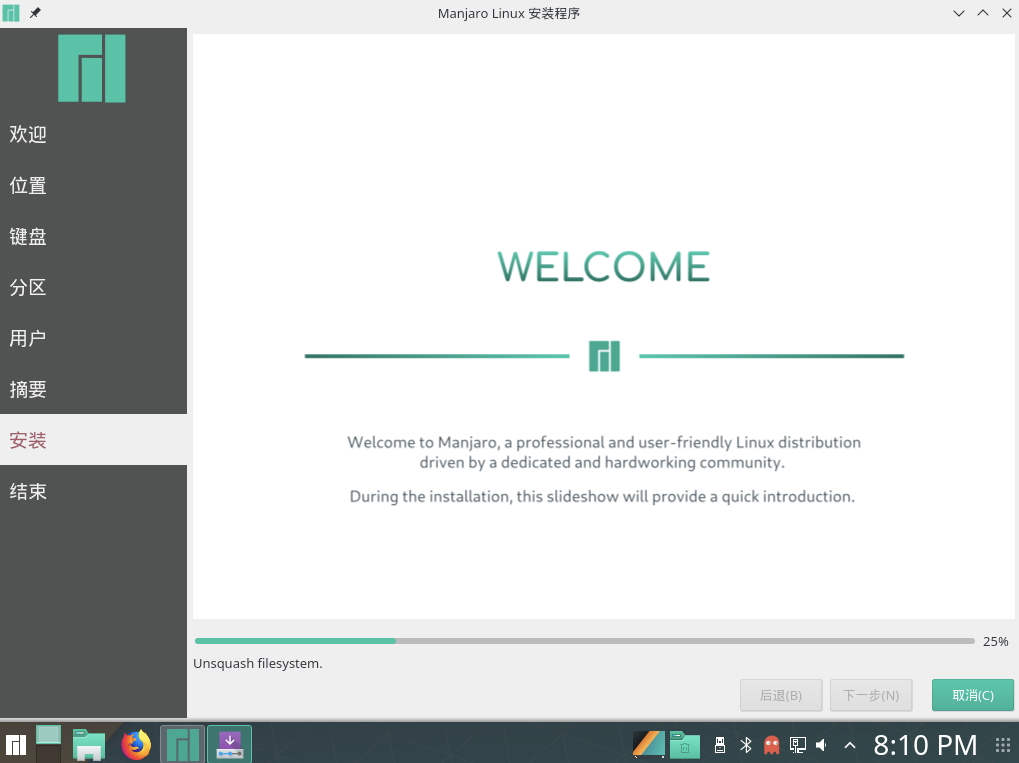 Manjaro Linux 安装程序
欢迎
位置
键盘
分区
用户
摘要
安装
结束
WELCOME
Welcome to Manjaro, a professional and user-friendly Linux distribution
driven by a dedicated and hardworking community.
During the installation, this slideshow will provide a quick introduction.
25%
Unsquash filesystem.
后退(B)
下一步(N)
取消(C)
8:10 PM